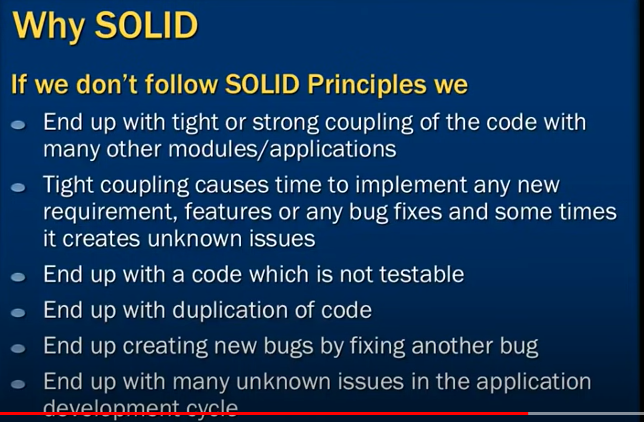 Why SOLID
If we don't follow SOLID Principles we
End up with tight or strong coupling of the code with
many other modules/applications
Tight coupling causes time to implement any new
requirement, features or any bug fixes and some times
it creates unknown issues
End up with a code which is not testable
End up with duplication of code
End up creating new bugs by fixing another bug
End up with many unknown issues in the application
development cycle